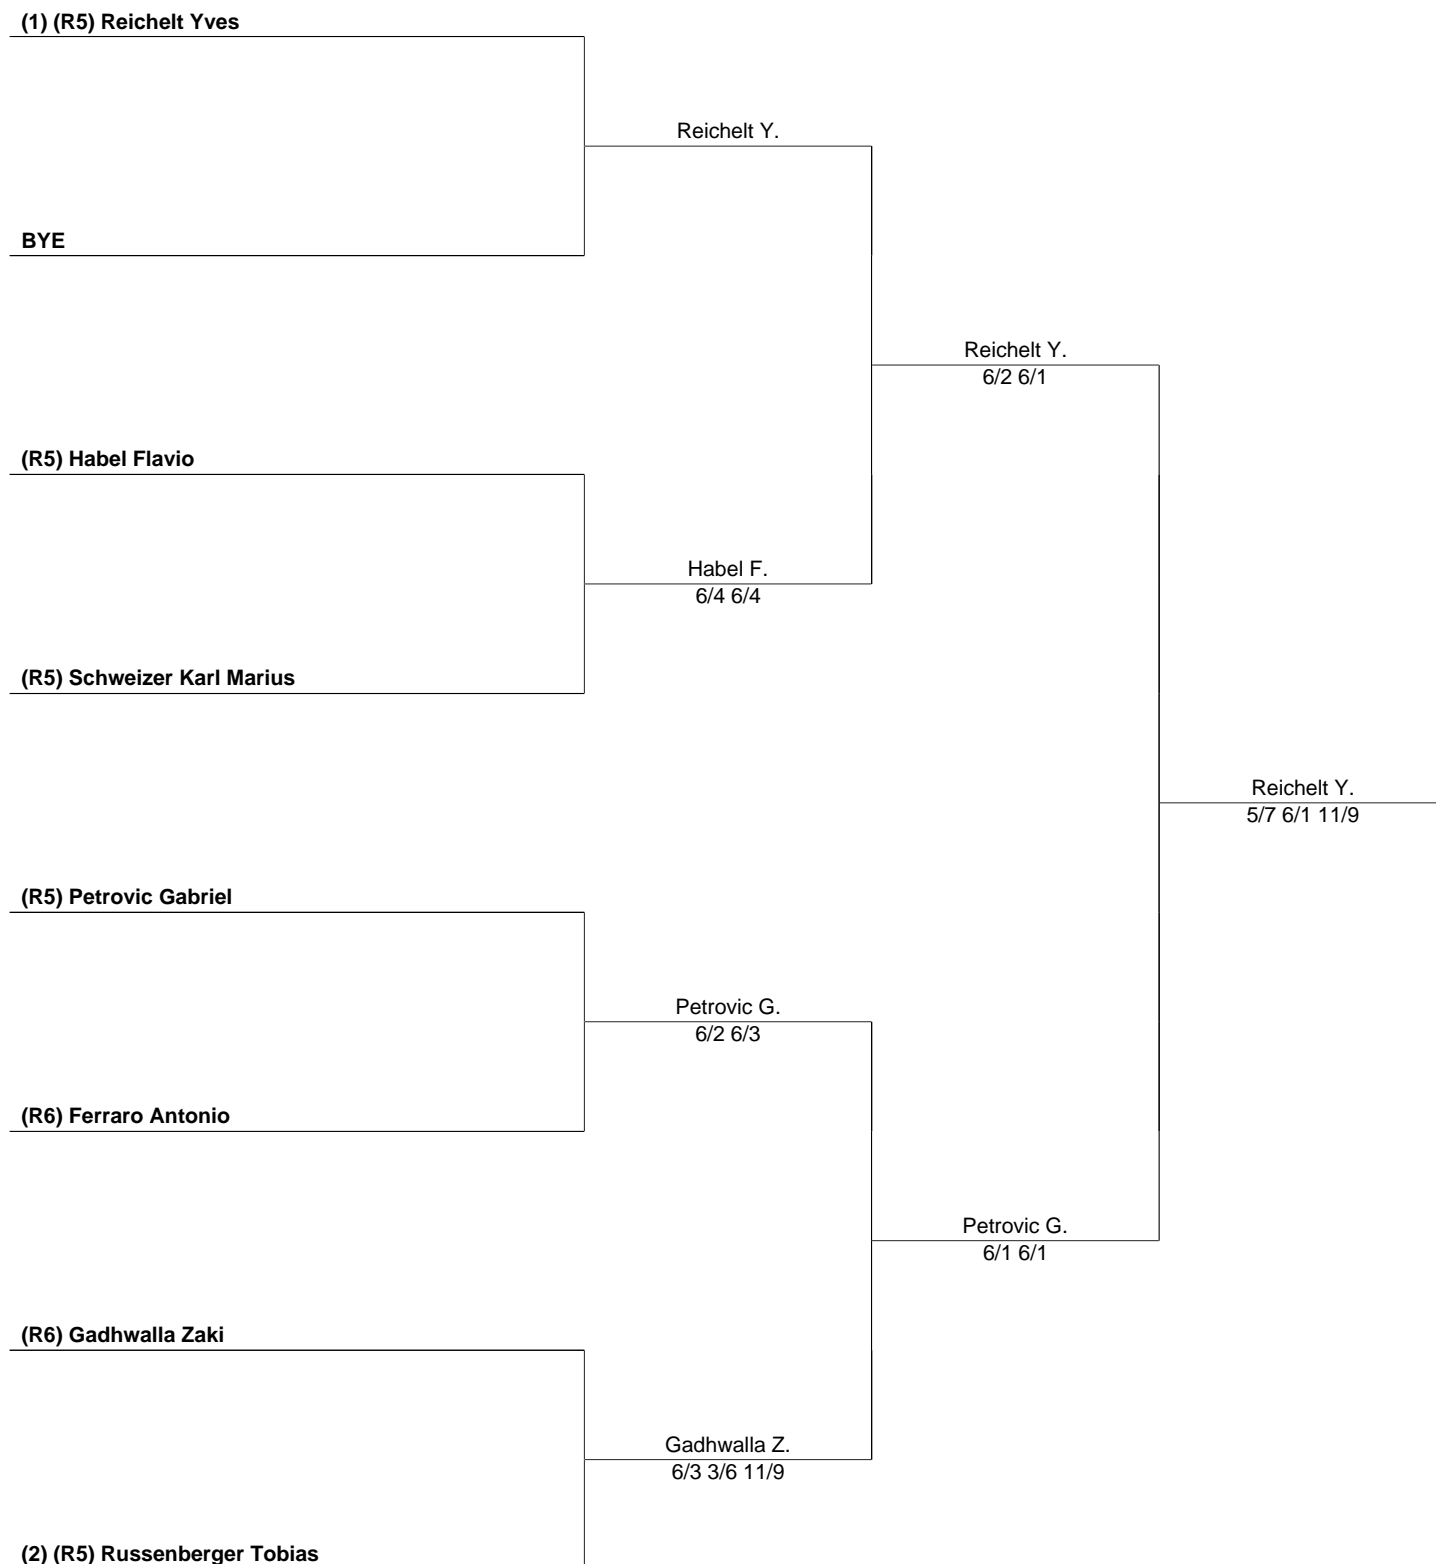 (1) (R5) Reichelt Yves
Reichelt Y.
BYE
Reichelt Y.
6/2 6/1
(R5) Habel Flavio
Habel F.
6/4 6/4
(R5) Schweizer Karl Marius
Reichelt Y.
5/7 6/1 11/9
(R5) Petrovic Gabriel
Petrovic G.
6/2 6/3
(R6) Ferraro Antonio
Petrovic G.
6/1 6/1
(R6) Gadhwalla Zaki
Gadhwalla Z.
6/3 3/6 11/9
(2) (R5) Russenberger Tobias